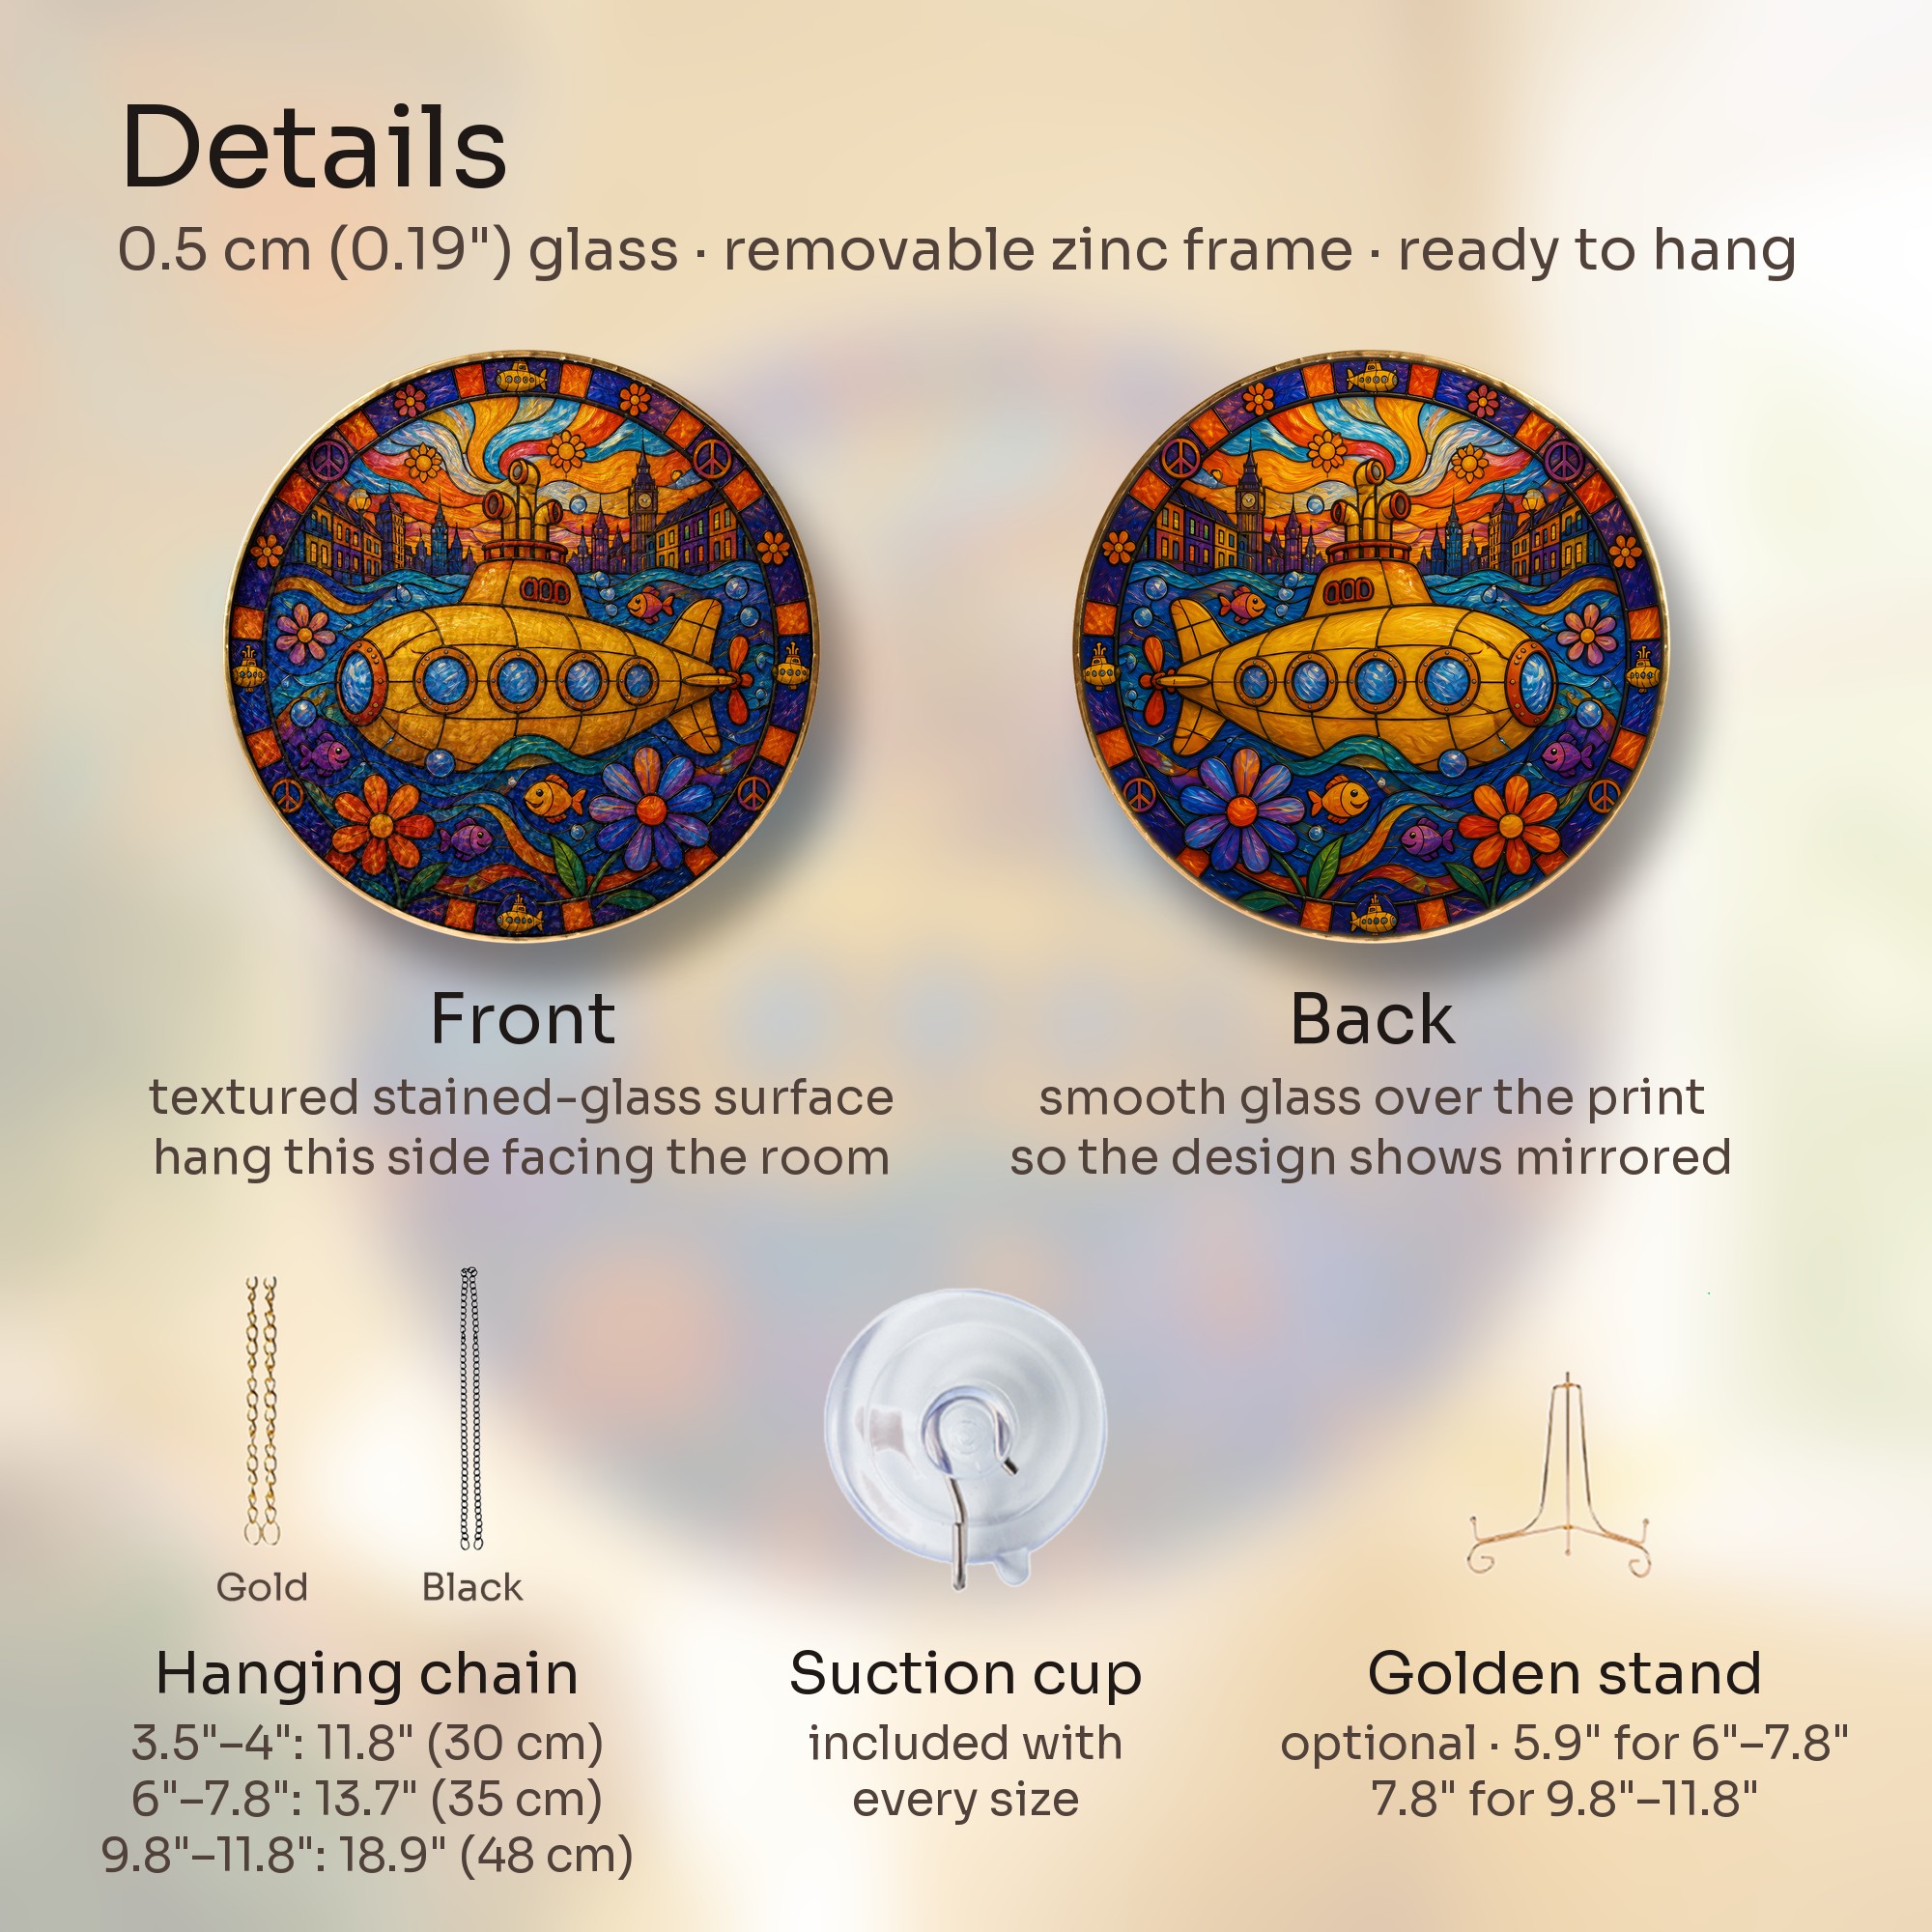 Details
0.5 cm (0.19") glass · removable zinc frame · ready to hang
Front
Back
textured stained-glass surface
hang this side facing the room
smooth glass over the print
so the design shows mirrored
Gold
Black
Hanging chain
3.5"–4": 11.8" (30 cm)
6"–7.8": 13.7" (35 cm)
9.8"–11.8": 18.9" (48 cm)
Suction cup
included with
every size
Golden stand
optional · 5.9" for 6"–7.8"
7.8" for 9.8"–11.8"